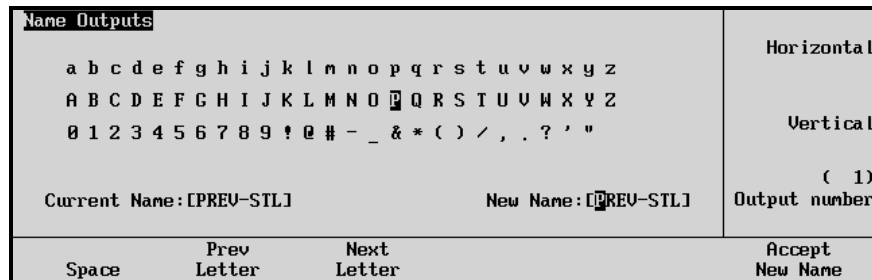 Name Outputs
Horizontal
a b c d e f g h i j k l m n o p q r s t u v w x y z
A B C D E F G H I J K L M N O P Q R S T U V W X Y Z
0 1 2 3 4 5 6 7 8 9 ! @ # - _ & * ( ) / , . ? ' "
Vertical
( 1)
Current Name:[PREV-STL] New Name:[PREV-STL]
Output number
Space
Prev Letter
Next Letter
Accept New Name